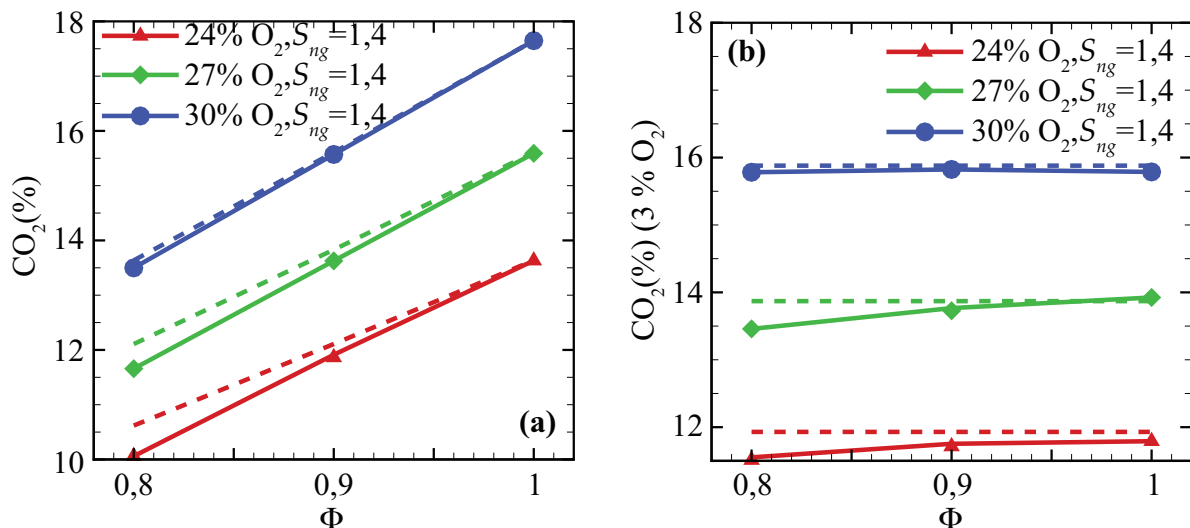 18
16
14
12
10
CO₂(%)
24% O₂,Sng=1,4
27% O₂,Sng=1,4
30% O₂,Sng=1,4
(a)
0,8 0,9 1
Φ
18
16
14
12
CO₂(%) (3 % O₂)
(b)
24% O₂,Sng=1,4
27% O₂,Sng=1,4
30% O₂,Sng=1,4
0,8 0,9 1
Φ